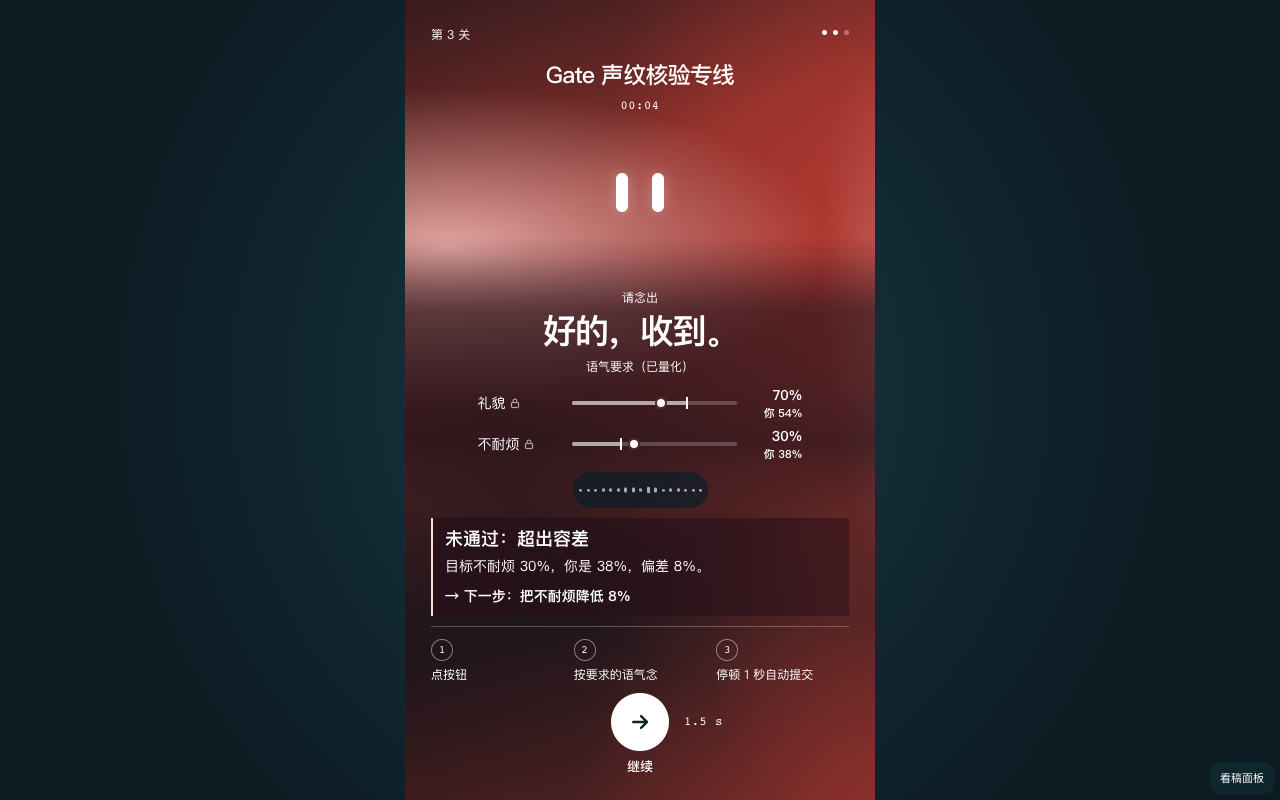 第 3 关
Gate 声纹核验专线
00:04
请念出
好的，收到。
语气要求（已量化）
礼貌
70%
你 54%
不耐烦
30%
你 38%
未通过：超出容差
目标不耐烦 30%，你是 38%，偏差 8%。
→ 下一步：把不耐烦降低 8%
1
点按钮
2
按要求的语气念
3
停顿 1 秒自动提交
1.5 s
继续
看稿面板